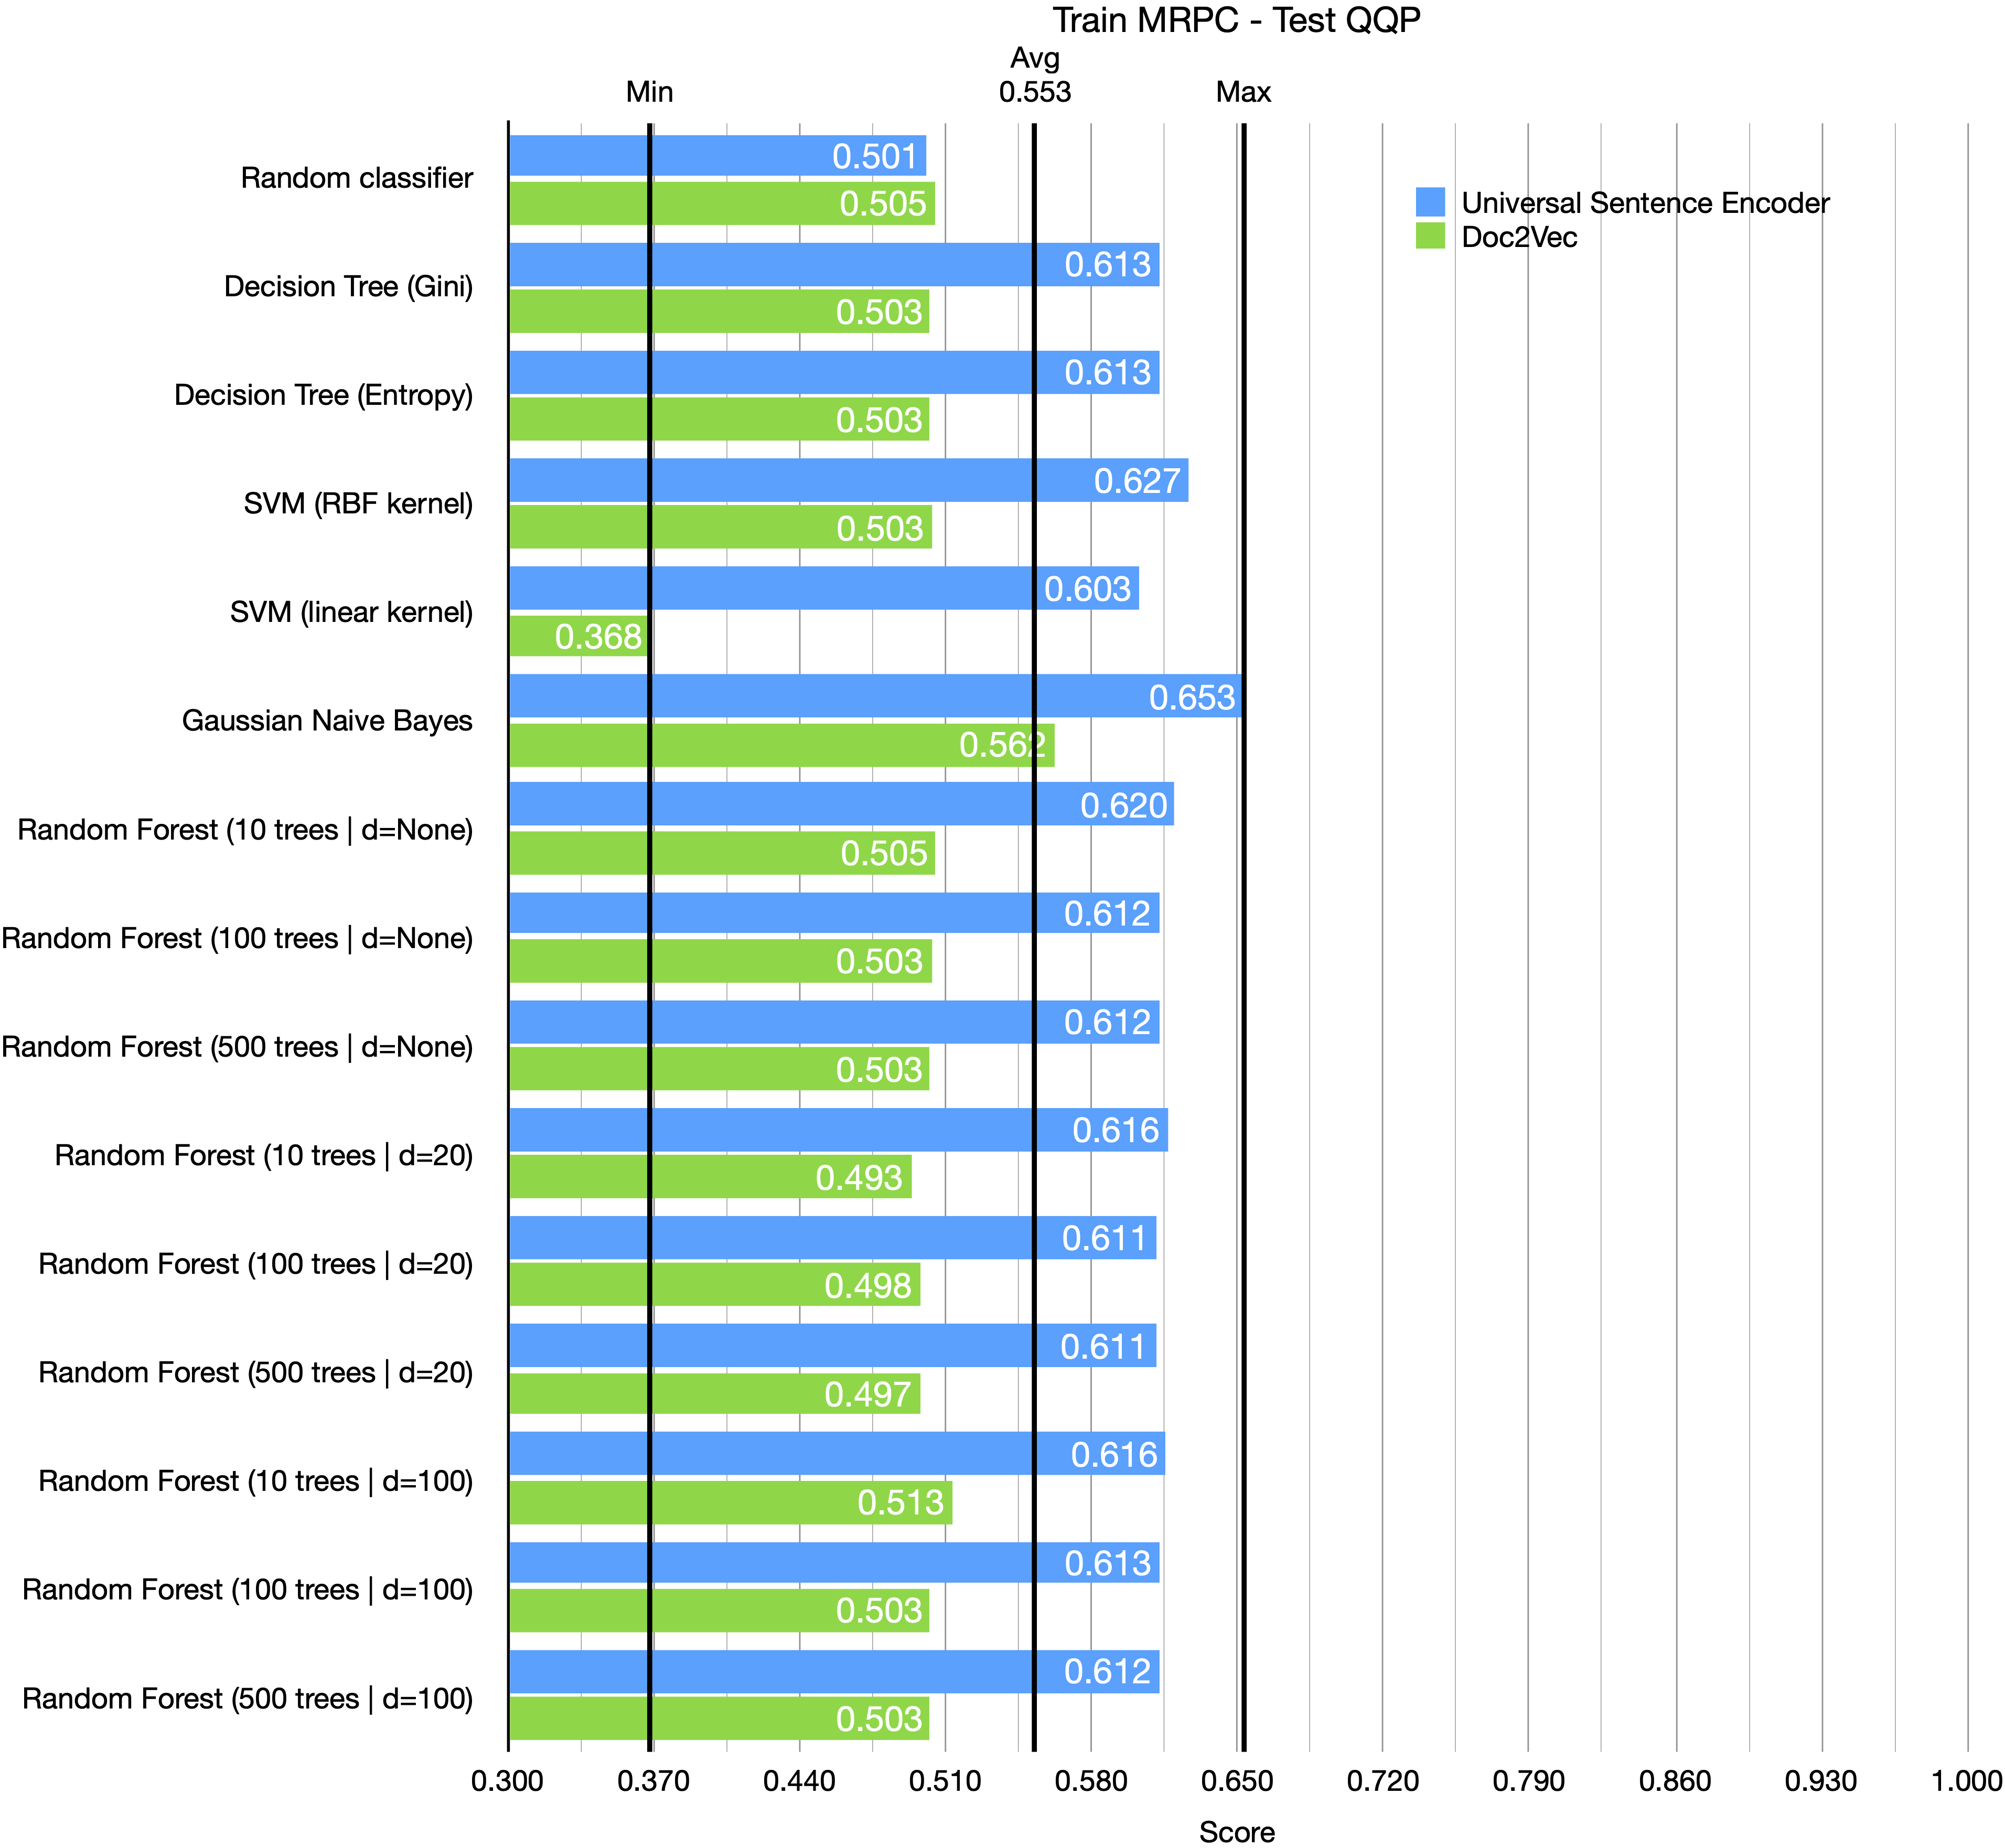 Train MRPC - Test QQP
Avg
Min 0.553 Max
Universal Sentence Encoder
Doc2Vec
Random classifier 0.501
0.505
Decision Tree (Gini) 0.613
0.503
Decision Tree (Entropy) 0.613
0.503
SVM (RBF kernel) 0.627
0.503
SVM (linear kernel) 0.603
0.368
Gaussian Naive Bayes 0.653
0.562
Random Forest (10 trees | d=None) 0.620
0.505
Random Forest (100 trees | d=None) 0.612
0.503
Random Forest (500 trees | d=None) 0.612
0.503
Random Forest (10 trees | d=20) 0.616
0.493
Random Forest (100 trees | d=20) 0.611
0.498
Random Forest (500 trees | d=20) 0.611
0.497
Random Forest (10 trees | d=100) 0.616
0.513
Random Forest (100 trees | d=100) 0.613
0.503
Random Forest (500 trees | d=100) 0.612
0.503
0.300 0.370 0.440 0.510 0.580 0.650 0.720 0.790 0.860 0.930 1.000
Score